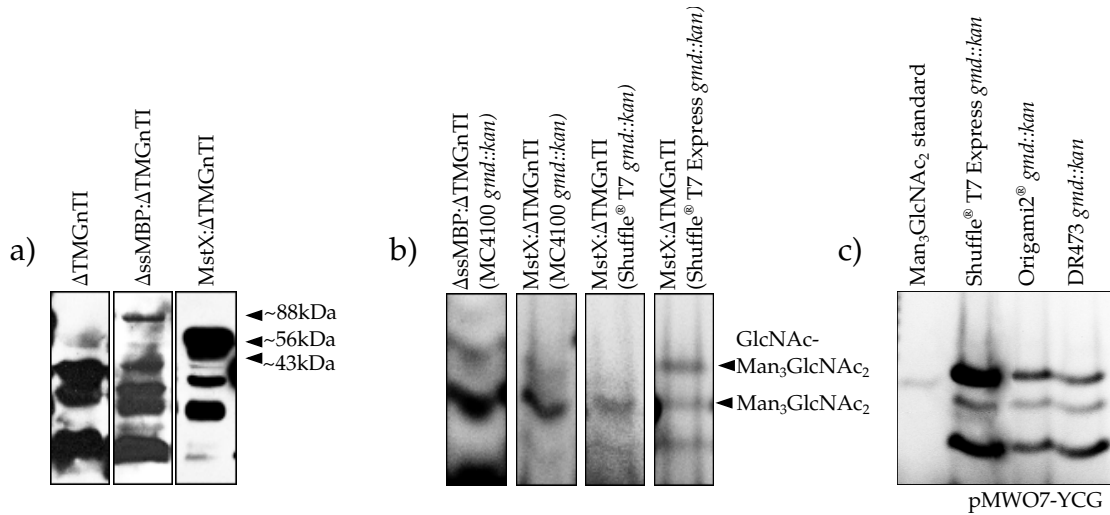 a)
ΔTMGnTI
ΔssMBP:ΔTMGnTI
MstX:ΔTMGnTI
~88kDa
~56kDa
~43kDa
b)
ΔssMBP:ΔTMGnTI
(MC4100 gmd::kan)
MstX:ΔTMGnTI
(MC4100 gmd::kan)
MstX:ΔTMGnTI
(Shuffle® T7 gmd::kan)
MstX:ΔTMGnTI
(Shuffle® T7 Express gmd::kan)
GlcNAc-
Man₃GlcNAc₂
Man₃GlcNAc₂
c)
Man₃GlcNAc₂ standard
Shuffle® T7 Express gmd::kan
Origami2® gmd::kan
DR473 gmd::kan
pMWO7-YCG